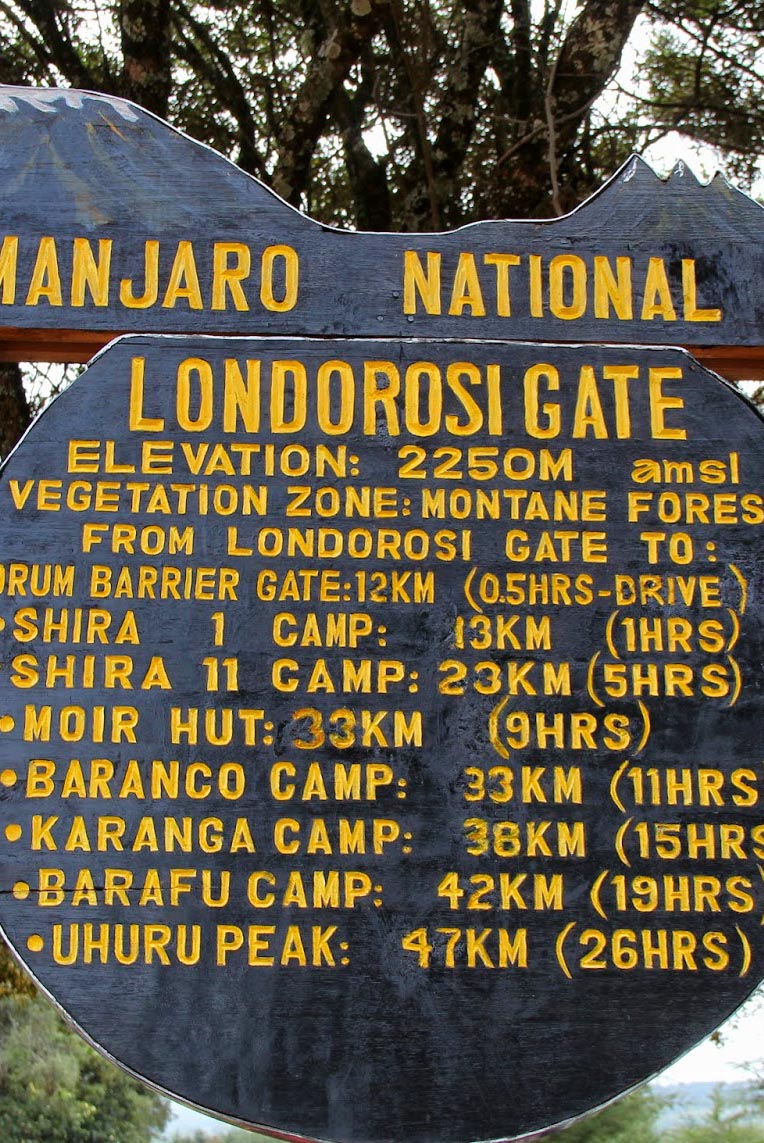 MANJARO NATIONAL
LONDOROSI GATE
ELEVATION: 2250M amsl
VEGETATION ZONE: MONTANE FORES
FROM LONDOROSI GATE TO:
ORUM BARRIER GATE: 12KM (0.5HRS-DRIVE)
•SHIRA 1 CAMP: 13KM (1HRS)
SHIRA 11 CAMP: 23KM (5HRS)
•MOIR HUT: 33KM (9HRS)
•BARANCO CAMP: 33KM (11HRS
•KARANGA CAMP: 38KM (15HRS
•BARAFU CAMP: 42KM (19HRS)
•UHURU PEAK: 47KM (26HRS)